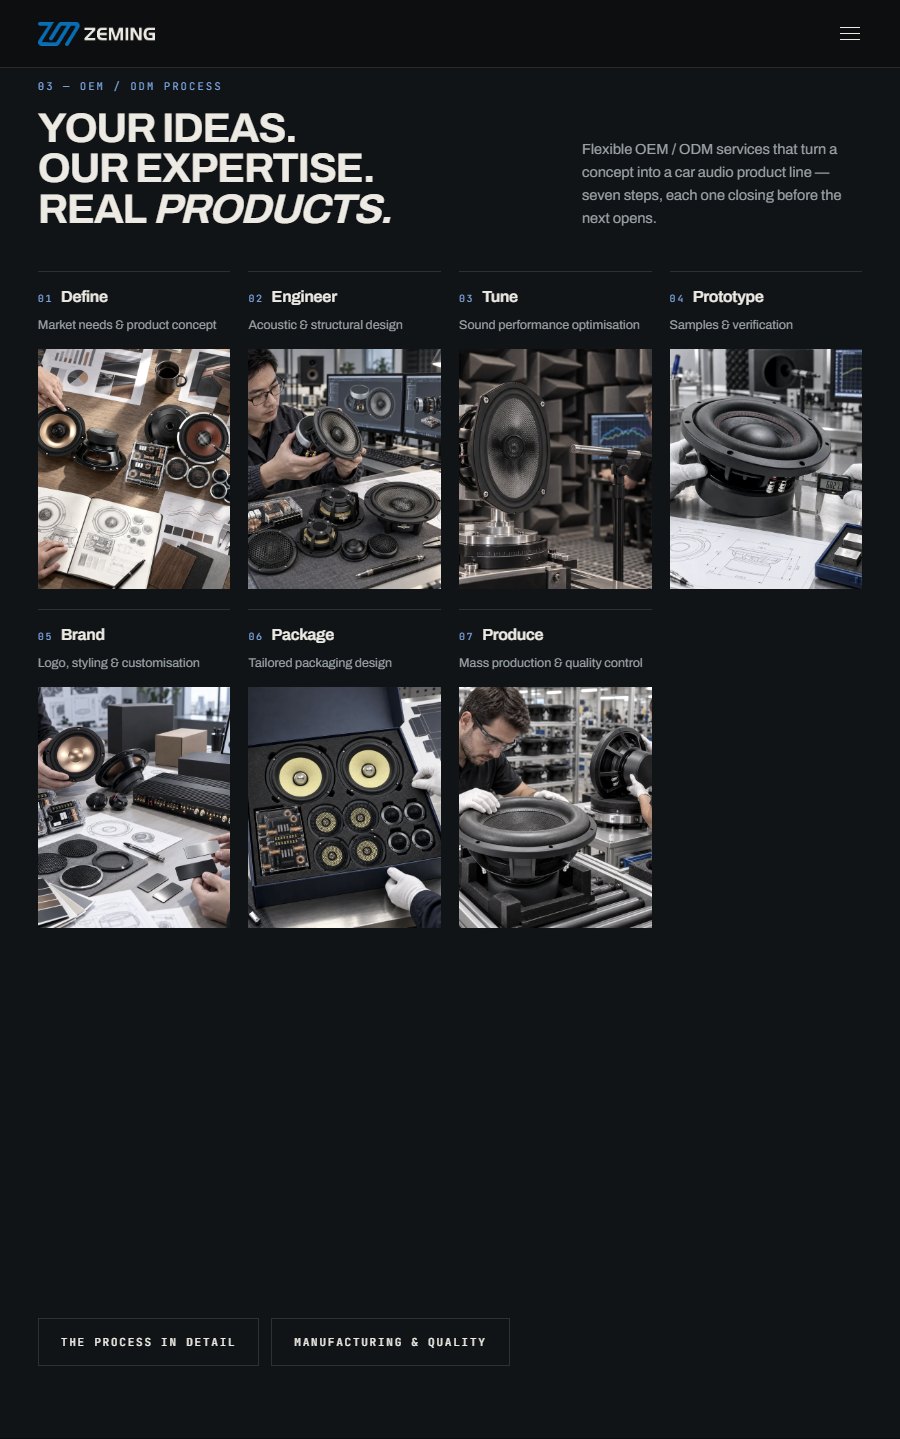 ZEMING
03 — OEM / ODM PROCESS
YOUR IDEAS.
OUR EXPERTISE.
REAL PRODUCTS.
Flexible OEM / ODM services that turn a
concept into a car audio product line —
seven steps, each one closing before the
next opens.
01 Define
Market needs & product concept
02 Engineer
Acoustic & structural design
03 Tune
Sound performance optimisation
04 Prototype
Samples & verification
05 Brand
Logo, styling & customisation
06 Package
Tailored packaging design
07 Produce
Mass production & quality control
THE PROCESS IN DETAIL
MANUFACTURING & QUALITY